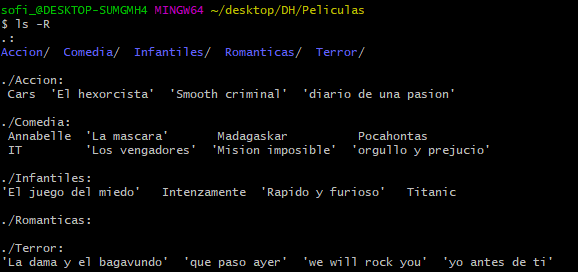 sofi_@DESKTOP-SUMGMH4 MINGW64 ~/desktop/DH/Peliculas
$ ls -R
.:
Accion/  Comedia/  Infantiles/  Romanticas/  Terror/

./Accion:
 Cars  'El hexorcista'  'Smooth criminal'  'diario de una pasion'

./Comedia:
 Annabelle  'La mascara'       Madagaskar          Pocahontas
 IT         'Los vengadores'  'Mision imposible'  'orgullo y prejucio'

./Infantiles:
'El juego del miedo'   Intenzamente  'Rapido y furioso'   Titanic

./Romanticas:

./Terror:
'La dama y el bagavundo'  'que paso ayer'  'we will rock you'  'yo antes de ti'